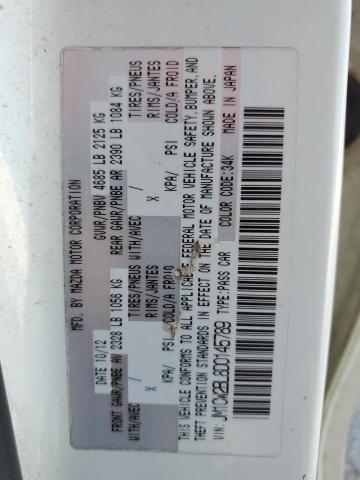 MFD BY MAZDA MOTOR CORPORATION
DATE 10/12 GVWR/PNBV 4685 LB 2125 KG
FRONT GAWR/PNBE AV 2328 LB 1056 KG REAR GAWR/PNBE AR 2390 LB 1084 KG
WITH/AVEC TIRES/PNEUS WITH/AVEC TIRES/PNEUS
X / RIMS/JANTES X / RIMS/JANTES
KPA/ PSI COLD/A FROID KPA/ PSI COLD/A FROID
THIS VEHICLE CONFORMS TO ALL APPLICABLE FEDERAL MOTOR VEHICLE SAFETY, BUMPER, AND
THEFT PREVENTION STANDARDS IN EFFECT ON THE DATE OF MANUFACTURE SHOWN ABOVE.
VIN: JM1CW2BL8D0145789 TYPE: PASS CAR COLOR CODE: 34K MADE IN JAPAN